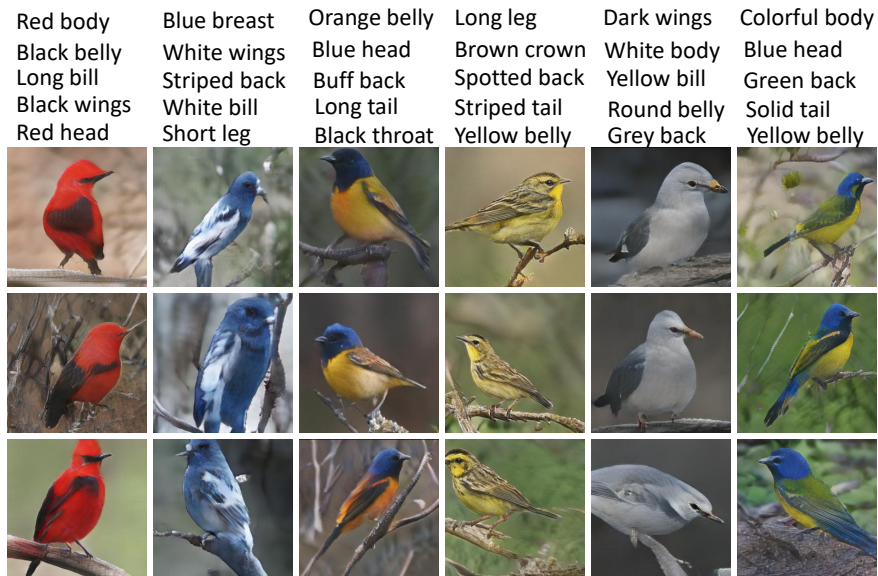 Red body
Black belly
Long bill
Black wings
Red head
Blue breast
White wings
Striped back
White bill
Short leg
Orange belly
Blue head
Buff back
Long tail
Black throat
Long leg
Brown crown
Spotted back
Striped tail
Yellow belly
Dark wings
White body
Yellow bill
Round belly
Grey back
Colorful body
Blue head
Green back
Solid tail
Yellow belly